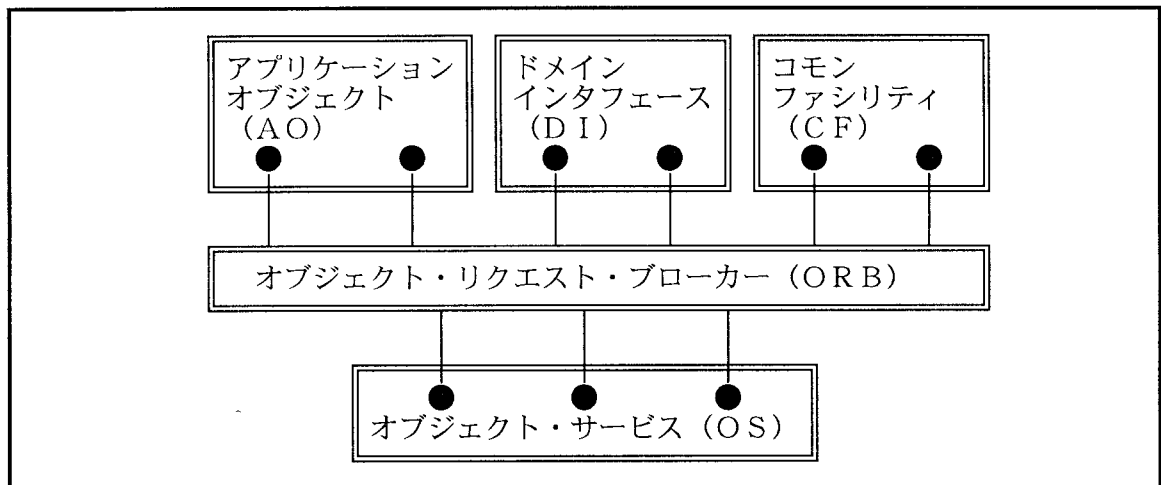 アプリケーション
オブジェクト
（ＡＯ）
ドメイン
インタフェース
（ＤＩ）
コモン
ファシリティ
（ＣＦ）
オブジェクト・リクエスト・ブローカー（ＯＲＢ）
オブジェクト・サービス（ＯＳ）